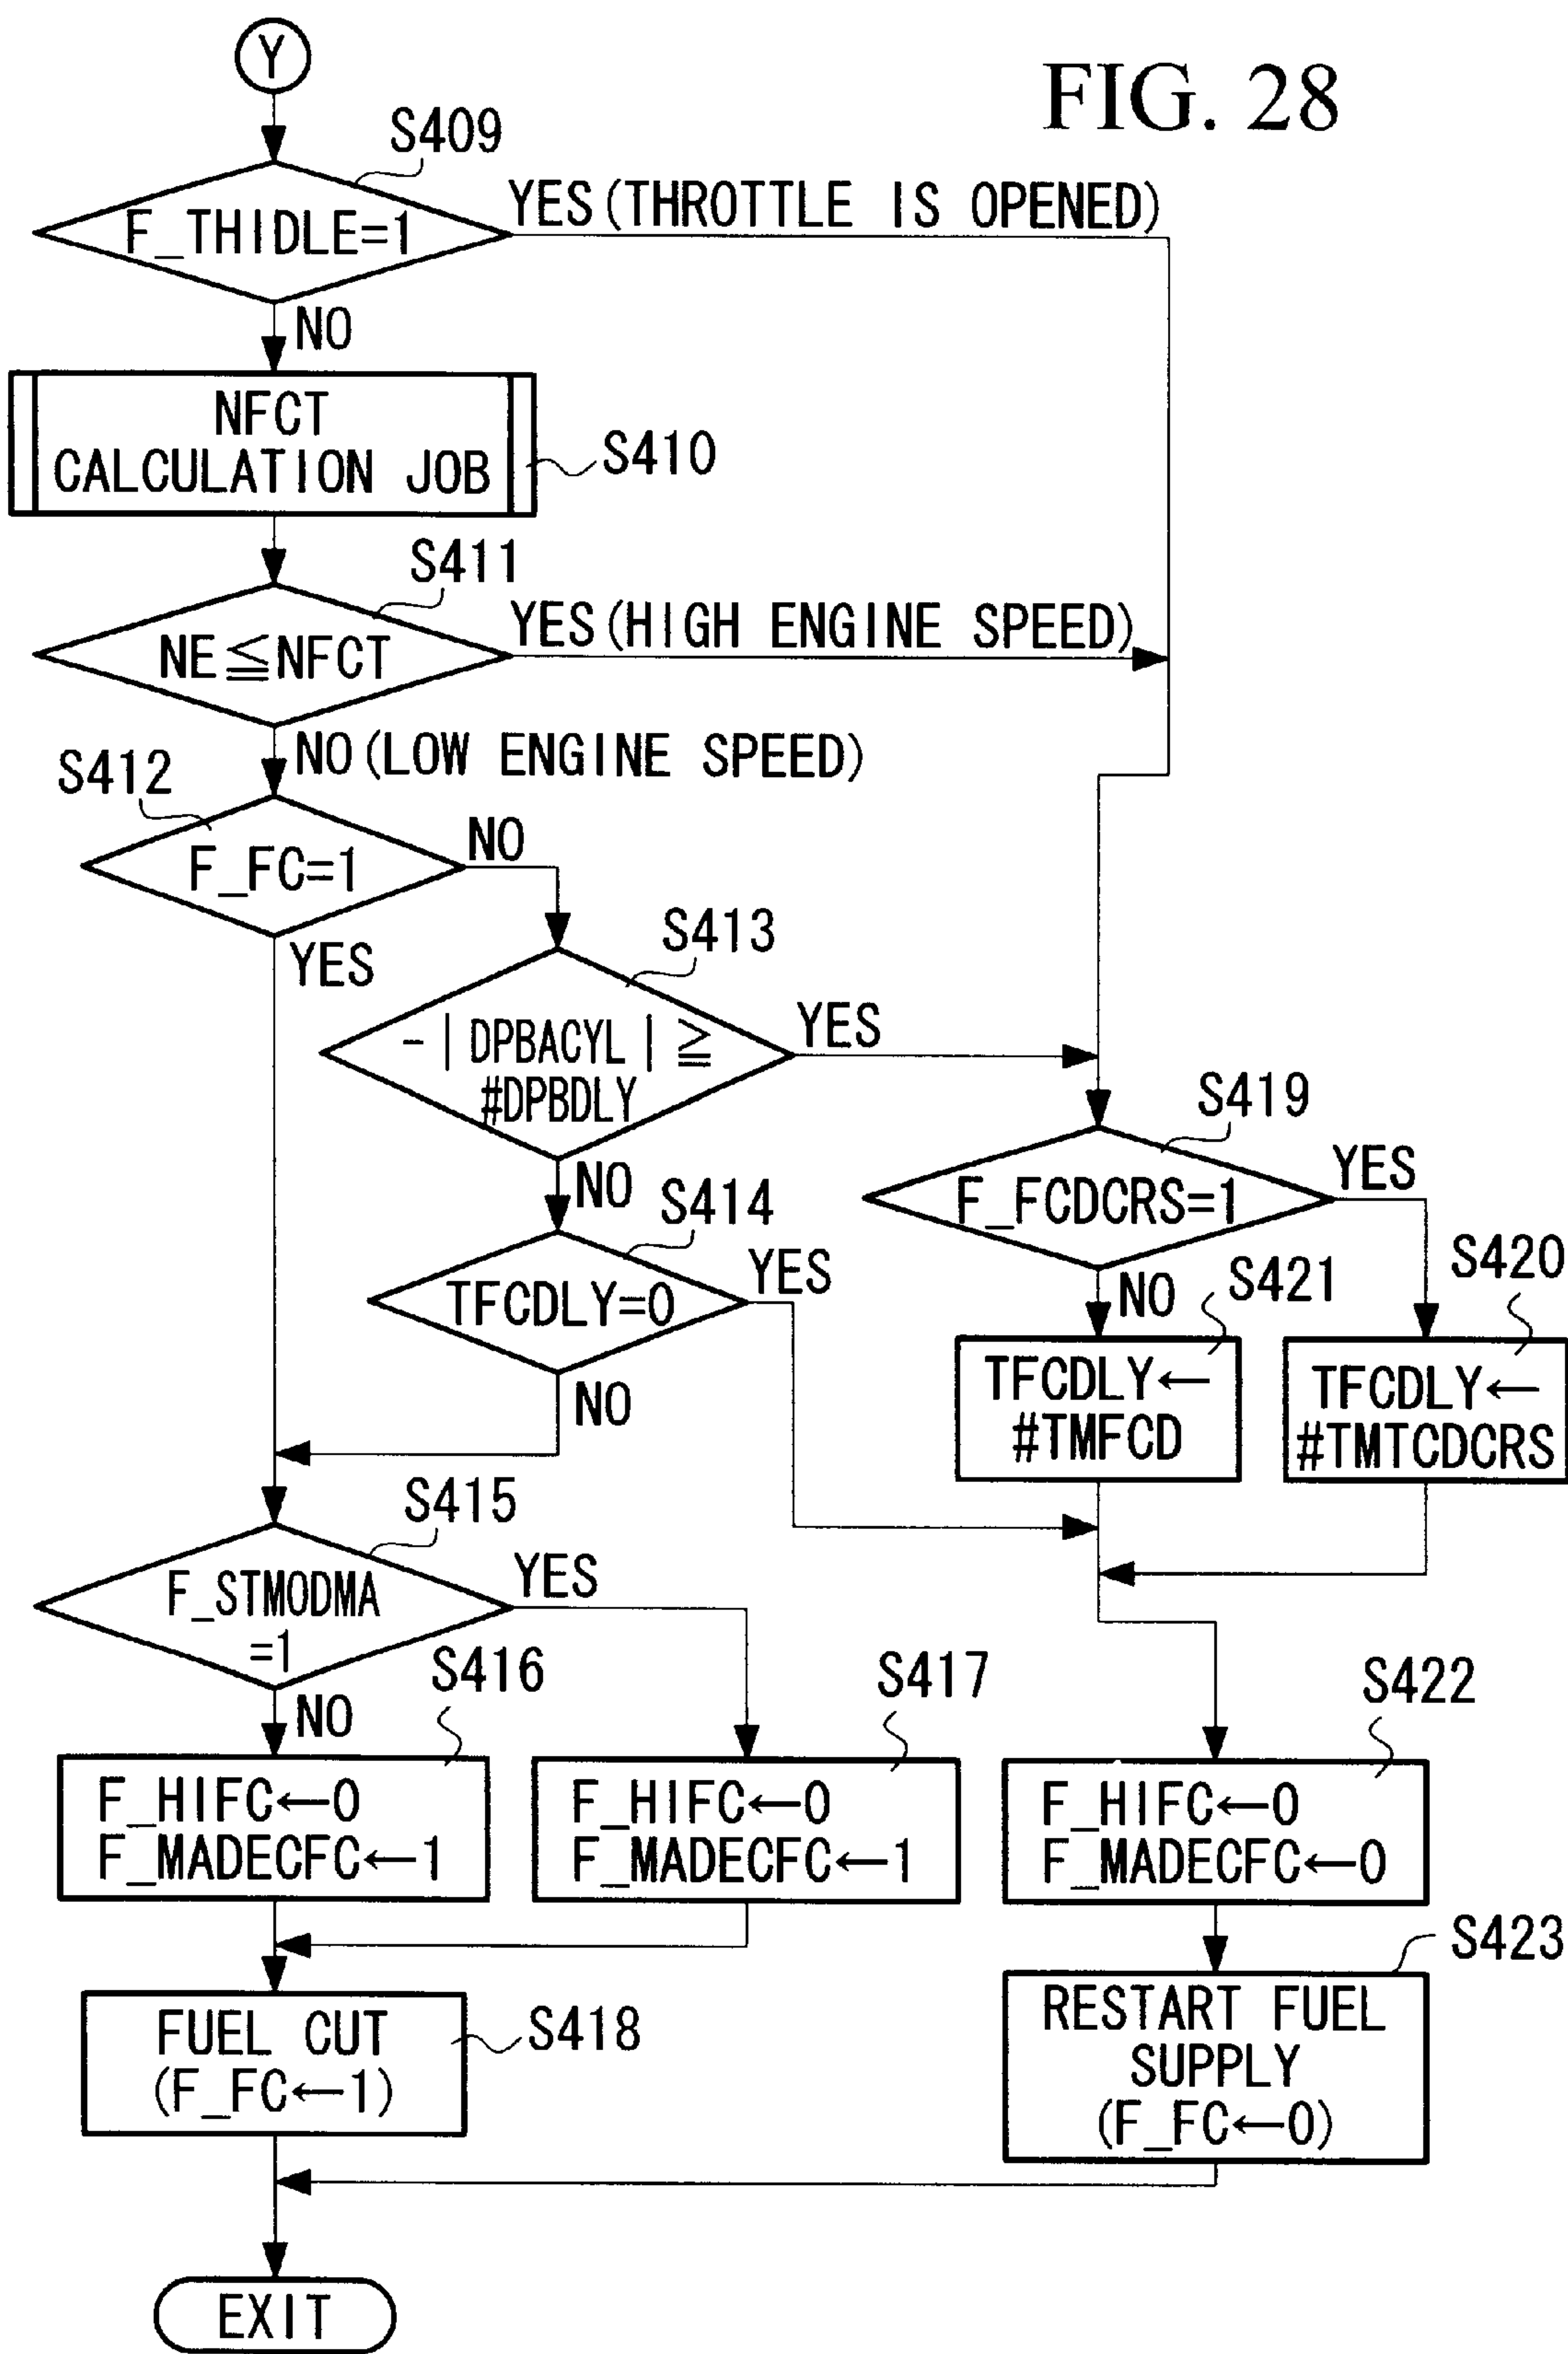 FIG. 28
Y
S409
F_THIDLE=1
YES(THROTTLE IS OPENED)
NO
NFCT
CALCULATION JOB
S410
S411
NE≦NFCT
YES(HIGH ENGINE SPEED)
NO(LOW ENGINE SPEED)
S412
F_FC=1
NO
YES
S413
-|DPBACYL|≧
#DPBDLY
YES
NO
S414
TFCDLY=0
YES
NO
S419
F_FCDCRS=1
YES
NO
S421
TFCDLY←
#TMFCD
S420
TFCDLY←
#TMTCDCRS
S415
F_STMODMA
=1
YES
NO
S416
F_HIFC←0
F_MADECFC←1
S417
F_HIFC←0
F_MADECFC←1
S422
F_HIFC←0
F_MADECFC←0
S418
FUEL CUT
(F_FC←1)
S423
RESTART FUEL
SUPPLY
(F_FC←0)
EXIT